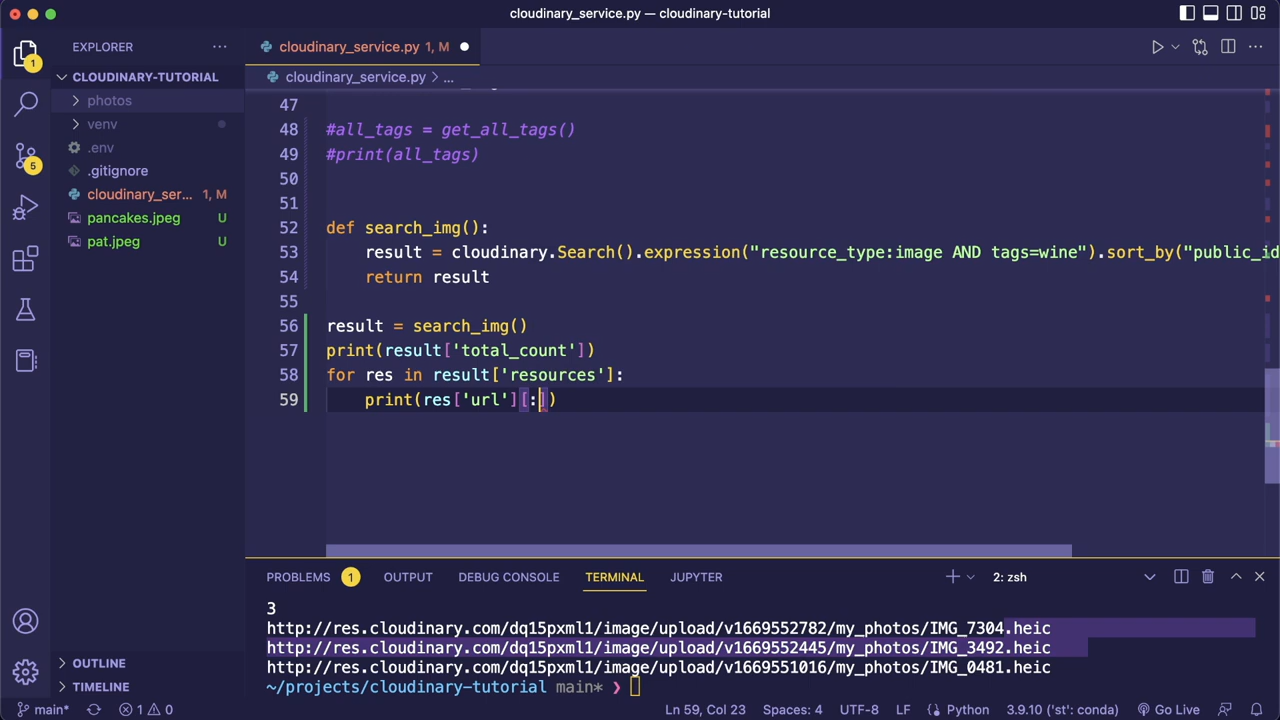 cloudinary_service.py — cloudinary-tutorial
EXPLORER
cloudinary_service.py 1, M
CLOUDINARY-TUTORIAL
cloudinary_service.py > ...
photos
venv
.env
.gitignore
cloudinary_ser... 1, M
pancakes.jpeg U
pat.jpeg U
1
5
47
48 #all_tags = get_all_tags()
49 #print(all_tags)
50
51
52 def search_img():
53 result = cloudinary.Search().expression("resource_type:image AND tags=wine").sort_by("public_id
54 return result
55
56 result = search_img()
57 print(result['total_count'])
58 for res in result['resources']:
59 print(res['url'][:])
PROBLEMS 1 OUTPUT DEBUG CONSOLE TERMINAL JUPYTER 2: zsh
3
http://res.cloudinary.com/dq15pxml1/image/upload/v1669552782/my_photos/IMG_7304.heic
http://res.cloudinary.com/dq15pxml1/image/upload/v1669552445/my_photos/IMG_3492.heic
http://res.cloudinary.com/dq15pxml1/image/upload/v1669551016/my_photos/IMG_0481.heic
~/projects/cloudinary-tutorial main* ❯
OUTLINE
TIMELINE
main* 1 0 Ln 59, Col 23 Spaces: 4 UTF-8 LF Python 3.9.10 ('st': conda) Go Live